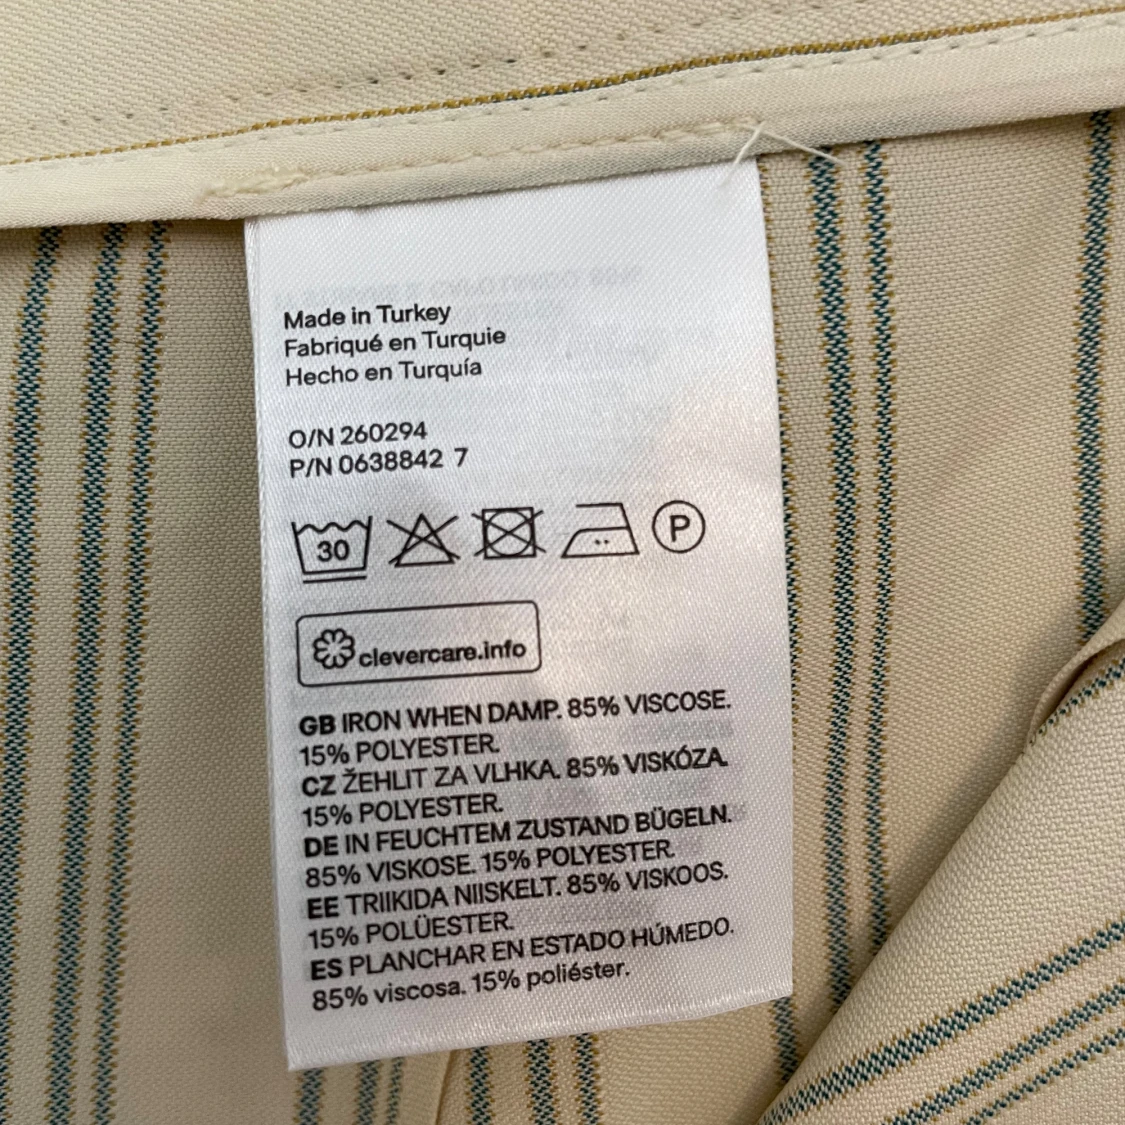 Made in Turkey
Fabriqué en Turquie
Hecho en Turquía
O/N 260294
P/N 0638842 7
30
P
clevercare.info
GB IRON WHEN DAMP. 85% VISCOSE.
15% POLYESTER.
CZ ŽEHLIT ZA VLHKA. 85% VISKÓZA.
15% POLYESTER.
DE IN FEUCHTEM ZUSTAND BÜGELN.
85% VISKOSE. 15% POLYESTER.
EE TRIIKIDA NIISKELT. 85% VISKOOS.
15% POLÜESTER.
ES PLANCHAR EN ESTADO HÚMEDO.
85% viscosa. 15% poliéster.